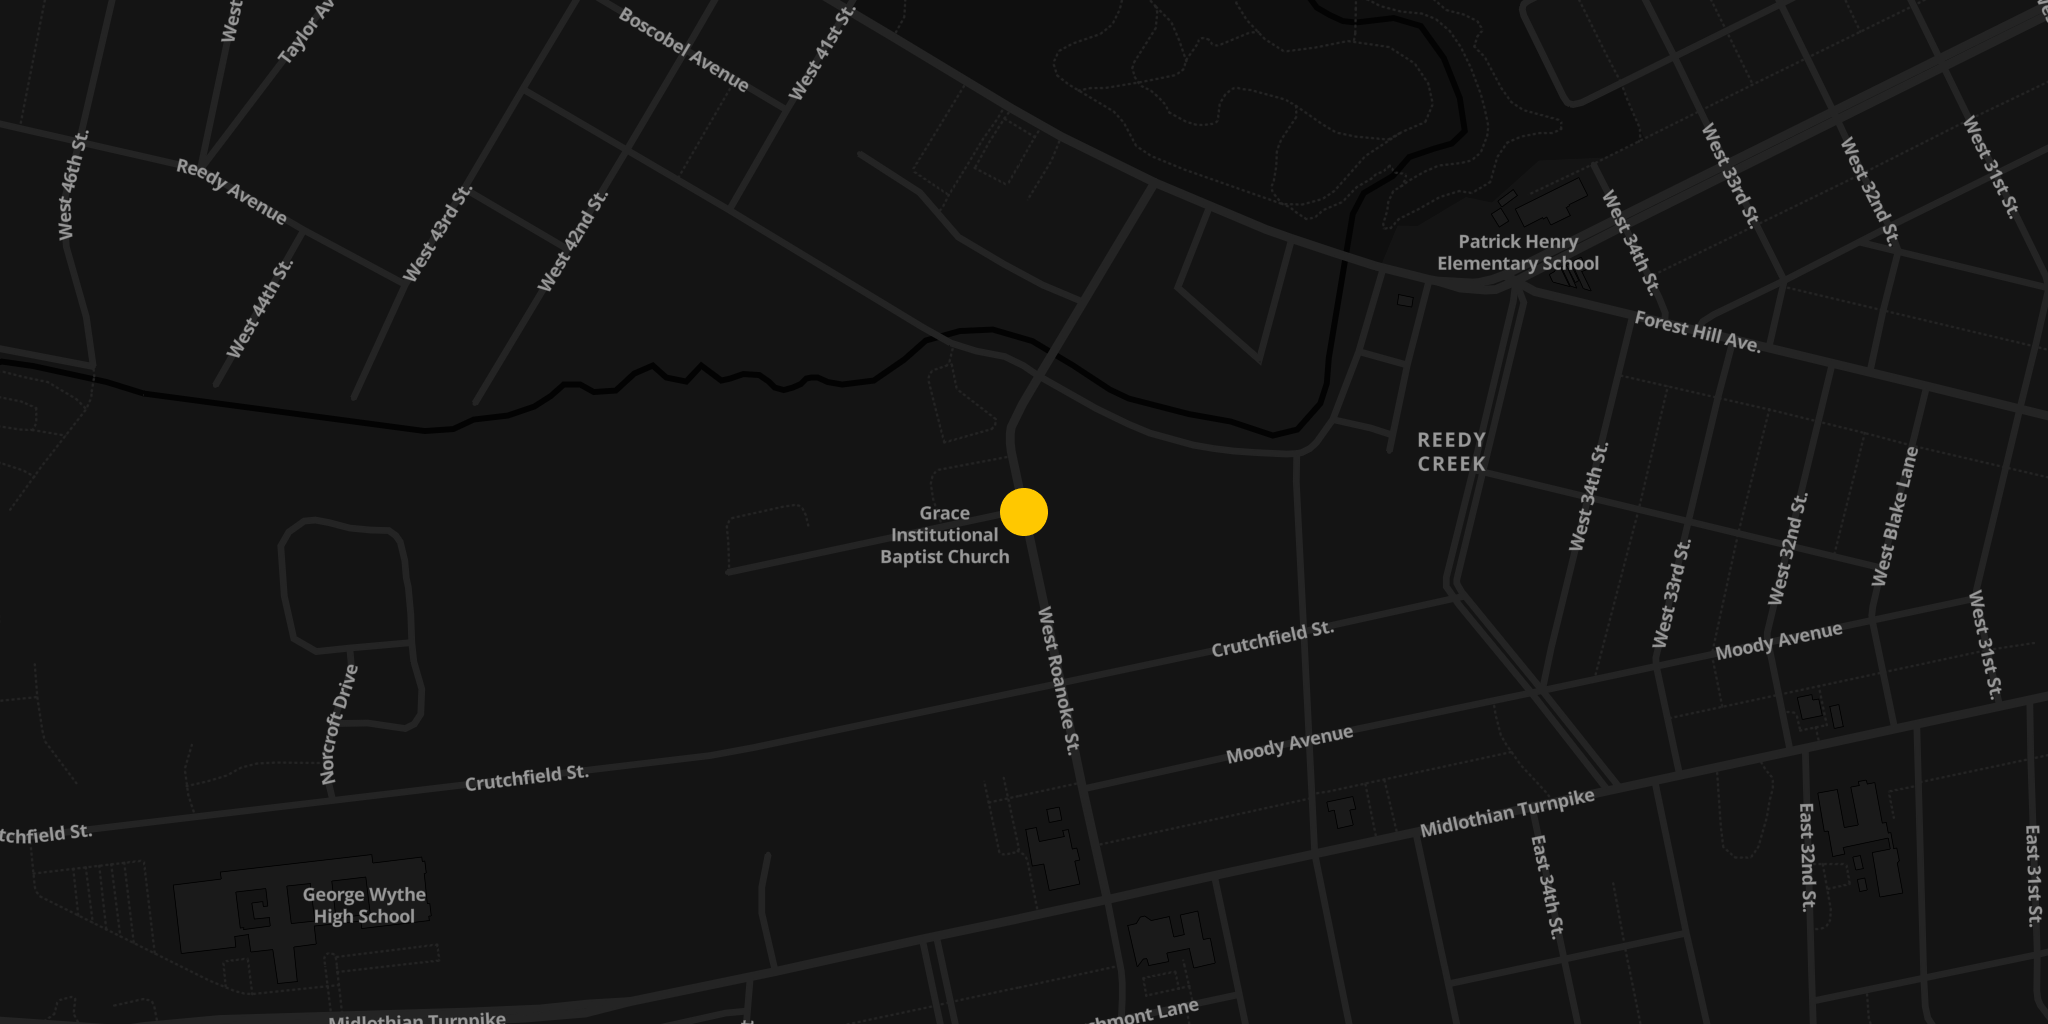 West
Taylor Av
Boscobel Avenue
West 41st St.
West 46th St.
Reedy Avenue
West 44th St.
West 43rd St.
West 42nd St.
Patrick Henry
Elementary School
West 34th St.
West 33rd St.
West 32nd St.
West 31st St.
Forest Hill Ave.
REEDY
CREEK
Grace
Institutional
Baptist Church
West 34th St.
West 33rd St.
West 32nd St.
West Blake Lane
West 31st St.
Moody Avenue
Crutchfield St.
West Roanoke St.
Norcroft Drive
Moody Avenue
Crutchfield St.
tchfield St.
Midlothian Turnpike
George Wythe
High School
East 34th St.
East 32nd St.
East 31st St.
Midlothian Turnpike
chmont Lane